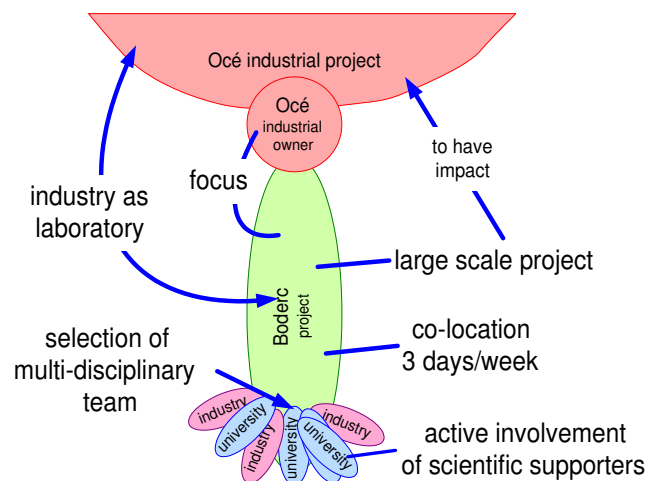 Océ industrial project
Océ
industrial
owner
to have
impact
focus
industry as
laboratory
large scale project
Boderc
project
co-location
3 days/week
selection of
multi-disciplinary
team
industry
university
industry
university
university
industry
active involvement
of scientific supporters